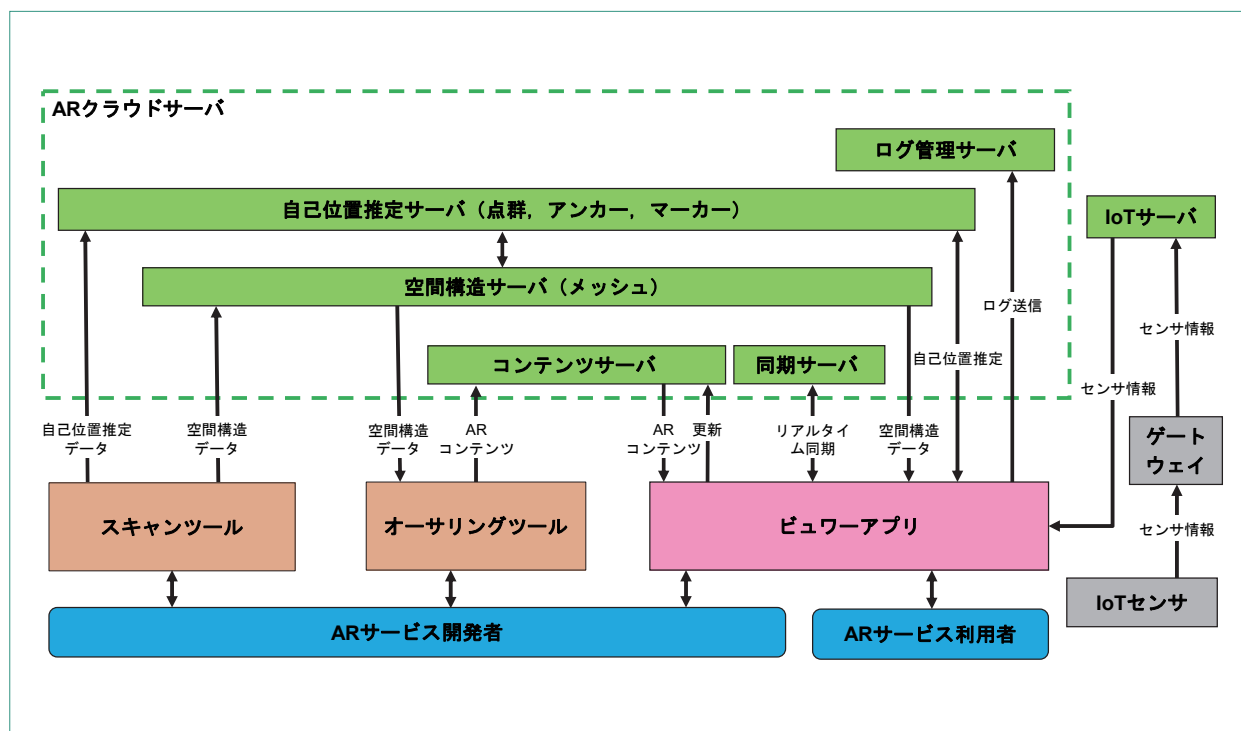 ARクラウドサーバ
ログ管理サーバ
自己位置推定サーバ（点群，アンカー，マーカー）
IoTサーバ
空間構造サーバ（メッシュ）
ログ送信
センサ情報
コンテンツサーバ
同期サーバ
自己位置推定
センサ情報
自己位置推定
データ
空間構造
データ
空間構造
データ
AR
コンテンツ
AR
コンテンツ
更新
リアルタイ
ム同期
空間構造
データ
ゲート
ウェイ
スキャンツール
オーサリングツール
ビュワーアプリ
センサ情報
IoTセンサ
ARサービス開発者
ARサービス利用者